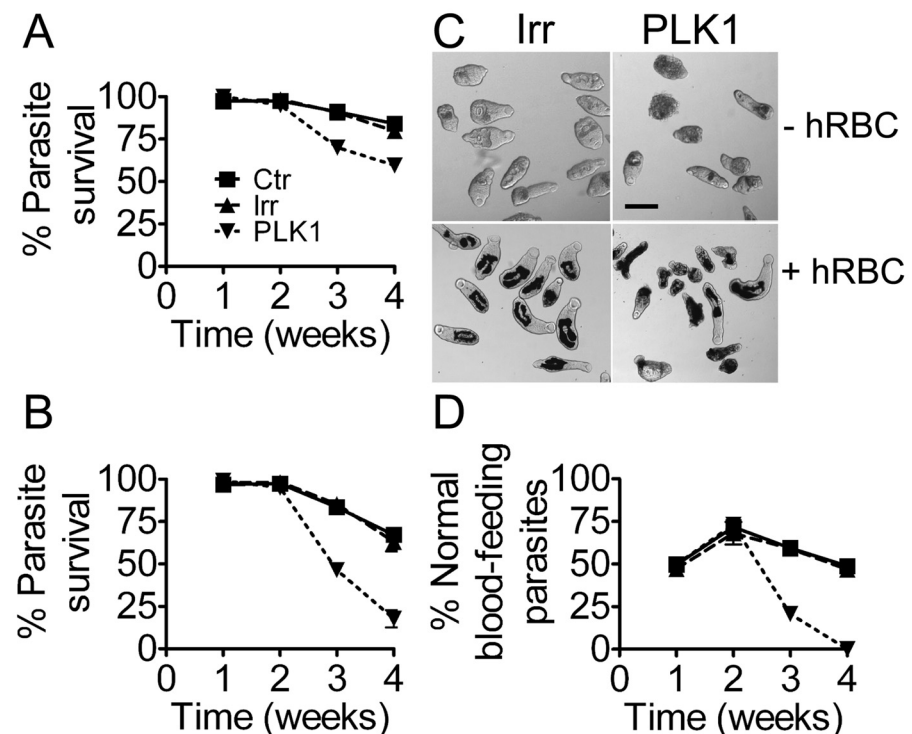 A
% Parasite
survival
100
75
50
25
0
Ctr
Irr
PLK1
0 1 2 3 4
Time (weeks)
C
Irr PLK1
- hRBC
+ hRBC
B
% Parasite
survival
100
75
50
25
0
0 1 2 3 4
Time (weeks)
D
% Normal
blood-feeding
parasites
100
75
50
25
0
0 1 2 3 4
Time (weeks)